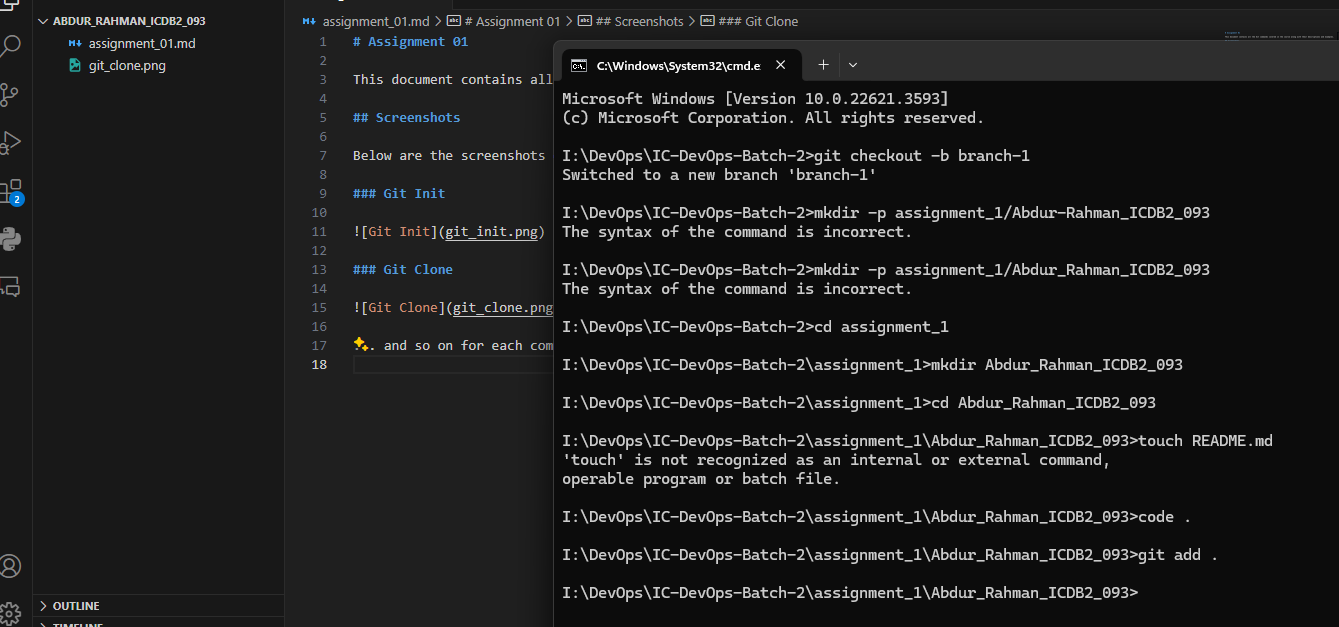 ABDUR_RAHMAN_ICDB2_093
assignment_01.md
git_clone.png
2
OUTLINE
TIMELINE
assignment_01.md > # Assignment 01 > ## Screenshots > ### Git Clone
1 # Assignment 01
2
3 This document contains all
4
5 ## Screenshots
6
7 Below are the screenshots
8
9 ### Git Init
10
11 ![Git Init](git_init.png)
12
13 ### Git Clone
14
15 ![Git Clone](git_clone.png
16
17 . and so on for each com
18
C:\Windows\System32\cmd.e
Microsoft Windows [Version 10.0.22621.3593]
(c) Microsoft Corporation. All rights reserved.
I:\DevOps\IC-DevOps-Batch-2>git checkout -b branch-1
Switched to a new branch 'branch-1'
I:\DevOps\IC-DevOps-Batch-2>mkdir -p assignment_1/Abdur-Rahman_ICDB2_093
The syntax of the command is incorrect.
I:\DevOps\IC-DevOps-Batch-2>mkdir -p assignment_1/Abdur_Rahman_ICDB2_093
The syntax of the command is incorrect.
I:\DevOps\IC-DevOps-Batch-2>cd assignment_1
I:\DevOps\IC-DevOps-Batch-2\assignment_1>mkdir Abdur_Rahman_ICDB2_093
I:\DevOps\IC-DevOps-Batch-2\assignment_1>cd Abdur_Rahman_ICDB2_093
I:\DevOps\IC-DevOps-Batch-2\assignment_1\Abdur_Rahman_ICDB2_093>touch README.md
'touch' is not recognized as an internal or external command,
operable program or batch file.
I:\DevOps\IC-DevOps-Batch-2\assignment_1\Abdur_Rahman_ICDB2_093>code .
I:\DevOps\IC-DevOps-Batch-2\assignment_1\Abdur_Rahman_ICDB2_093>git add .
I:\DevOps\IC-DevOps-Batch-2\assignment_1\Abdur_Rahman_ICDB2_093>